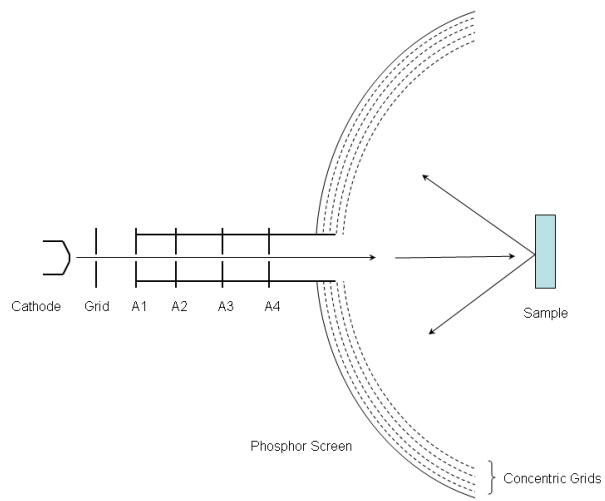 Cathode
Grid
A1
A2
A3
A4
Sample
Phosphor Screen
Concentric Grids